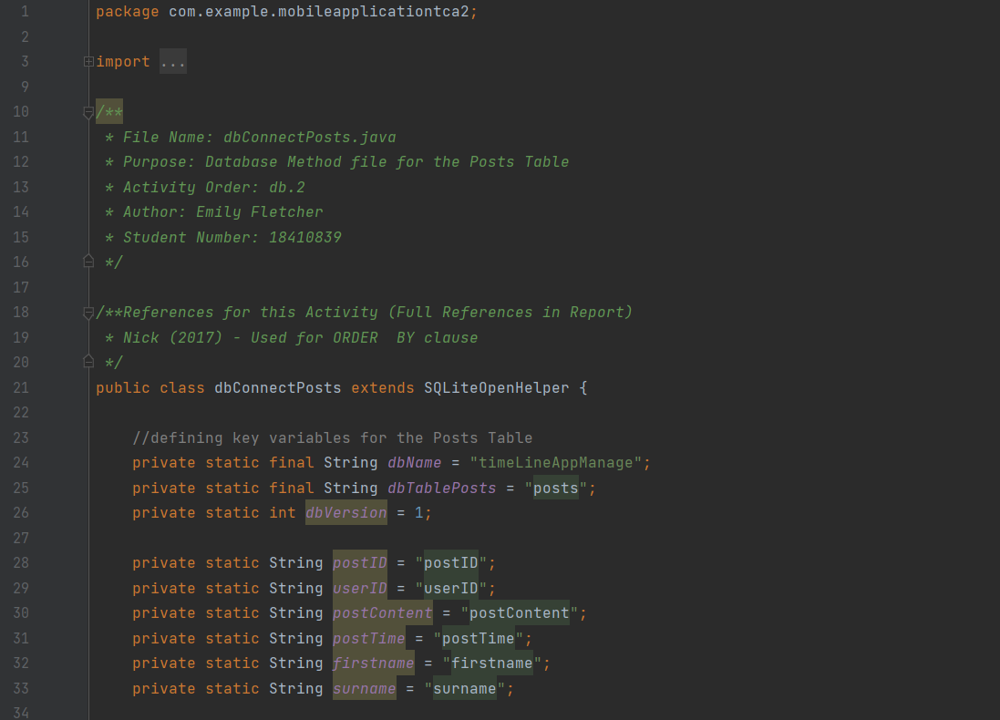 1 package com.example.mobileapplicationtca2;
2
3 import ...
9
10 /**
11 * File Name: dbConnectPosts.java
12 * Purpose: Database Method file for the Posts Table
13 * Activity Order: db.2
14 * Author: Emily Fletcher
15 * Student Number: 18410839
16 */
17
18 /**References for this Activity (Full References in Report)
19 * Nick (2017) - Used for ORDER  BY clause
20 */
21 public class dbConnectPosts extends SQLiteOpenHelper {
22
23 //defining key variables for the Posts Table
24 private static final String dbName = "timeLineAppManage";
25 private static final String dbTablePosts = "posts";
26 private static int dbVersion = 1;
27
28 private static String postID = "postID";
29 private static String userID = "userID";
30 private static String postContent = "postContent";
31 private static String postTime = "postTime";
32 private static String firstname = "firstname";
33 private static String surname = "surname";
34